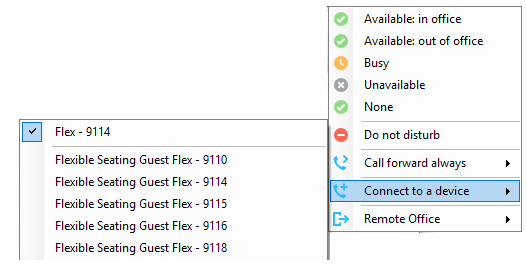 Available: in office
Available: out of office
Busy
Unavailable
None
Do not disturb
Call forward always
Connect to a device
Remote Office
Flex - 9114
Flexible Seating Guest Flex - 9110
Flexible Seating Guest Flex - 9114
Flexible Seating Guest Flex - 9115
Flexible Seating Guest Flex - 9116
Flexible Seating Guest Flex - 9118